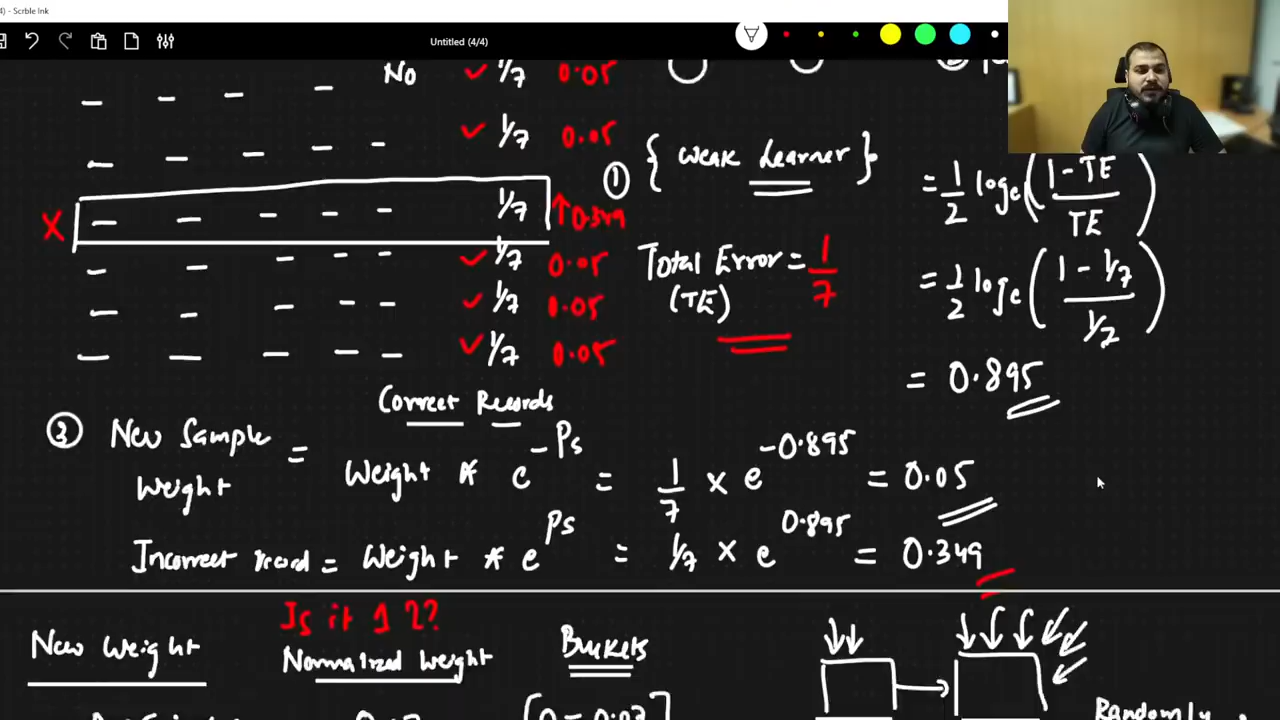 - Scrble Ink
Untitled (4/4)
No ✓ 1/7 0.05
✓ 1/7 0.05
X 1/7 ↑0.349
✓ 1/7 0.05
✓ 1/7 0.05
✓ 1/7 0.05
① { Weak Learner }
Total Error = 1/7
(TE)
= 1/2 loge (1-TE / TE)
= 1/2 loge (1 - 1/7 / 1/7)
= 0.895
Correct Records
③ New Sample Weight = Weight * e^-Ps = 1/7 × e^-0.895 = 0.05
Incorrect record = Weight * e^Ps = 1/7 × e^0.895 = 0.349
Is it 1 ??
New Weight Normalized Weight Buckets
Randomly